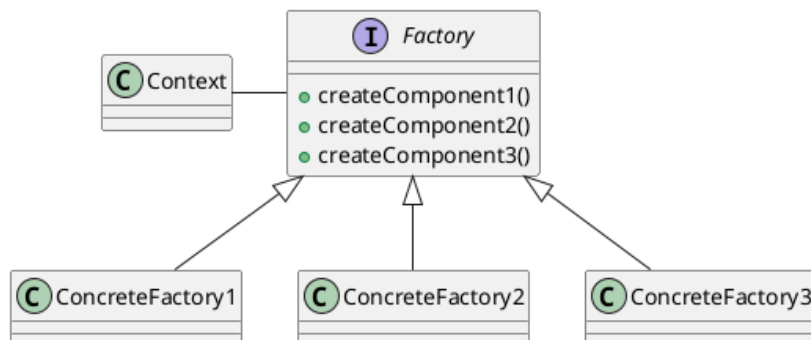 I Factory
C Context
createComponent1()
createComponent2()
createComponent3()
C ConcreteFactory1
C ConcreteFactory2
C ConcreteFactory3